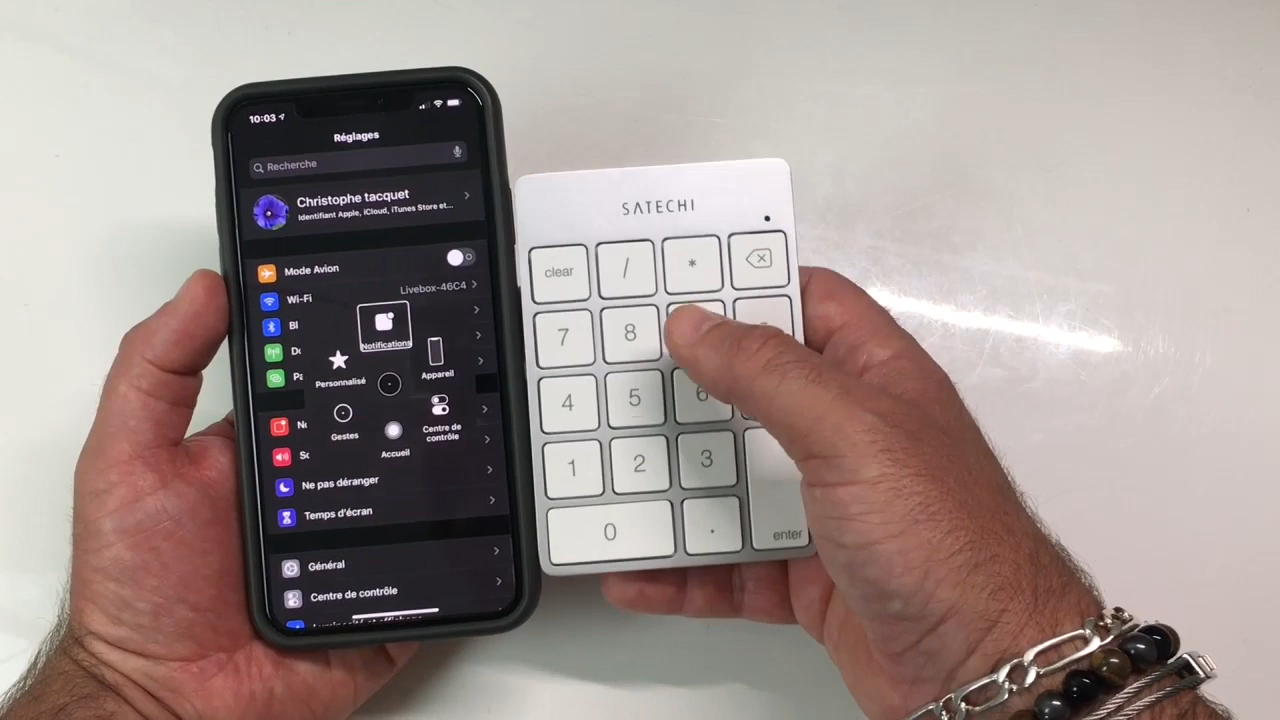 10:03
Réglages
Recherche
Christophe tacquet
Identifiant Apple, iCloud, iTunes Store et...
Mode Avion
Wi-Fi
Livebox-46C4
Bl
Notifications
Personnalisé
Appareil
Gestes
Centre de
contrôle
Accueil
Ne pas déranger
Temps d'écran
Général
Centre de contrôle
SATECHI
clear / *
7 8
4 5 6
1 2 3
0 .
enter